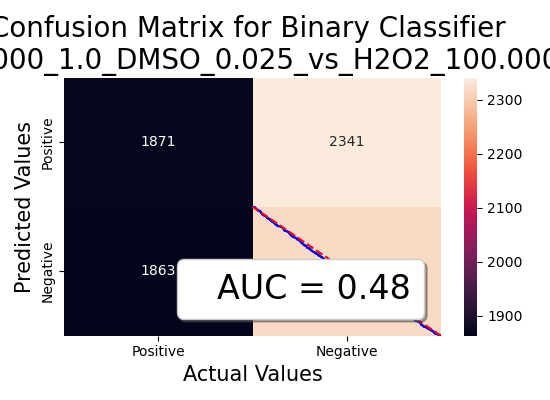 Confusion Matrix for Binary Classifier
000_1.0_DMSO_0.025_vs_H2O2_100.000
Predicted Values
Positive
Negative
1871
2341
1863
AUC = 0.48
Positive
Negative
Actual Values
2300
2200
2100
2000
1900